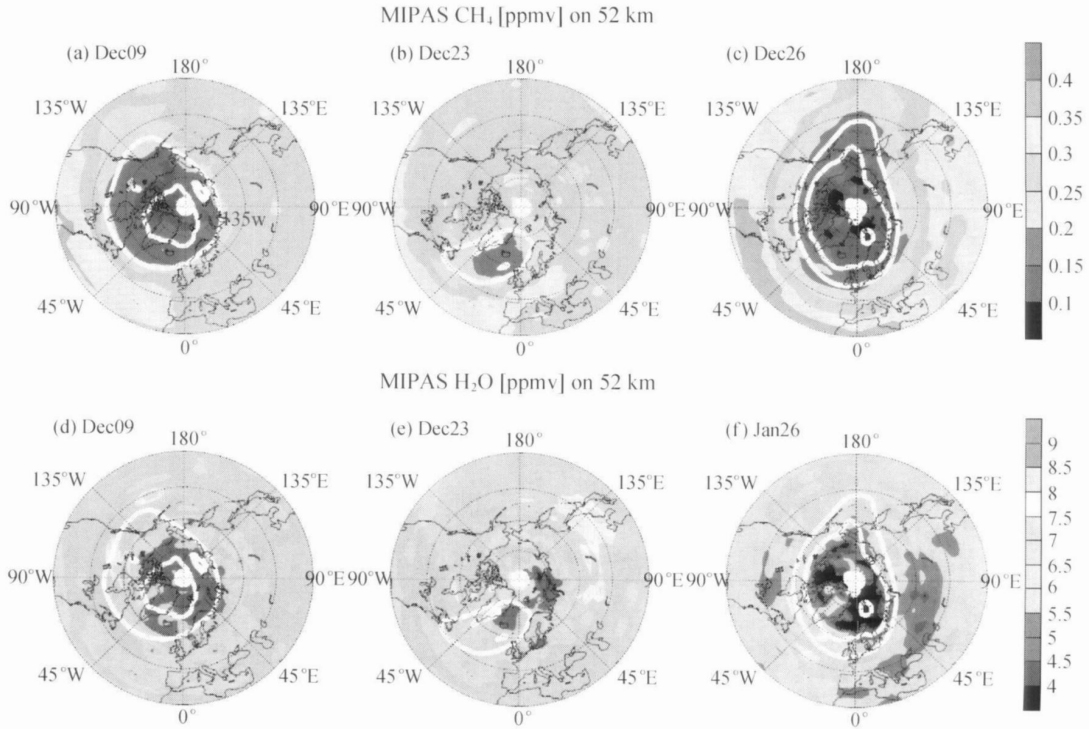 MIPAS CH₄ [ppmv] on 52 km
(a) Dec09
180°
135°W
135°E
90°W
90°E
135w
45°W
45°E
0°
(b) Dec23
180°
135°W
135°E
90°W
90°E
45°W
45°E
0°
(c) Dec26
180°
135°W
135°E
90°W
90°E
45°W
45°E
0°
0.4
0.35
0.3
0.25
0.2
0.15
0.1
MIPAS H₂O [ppmv] on 52 km
(d) Dec09
180°
135°W
135°E
90°W
90°E
45°W
45°E
0°
(e) Dec23
180°
135°W
135°E
90°W
90°E
45°W
45°E
0°
(f) Jan26
180°
135°W
135°E
90°W
90°E
45°W
45°E
0°
9
8.5
8
7.5
7
6.5
6
5.5
5
4.5
4